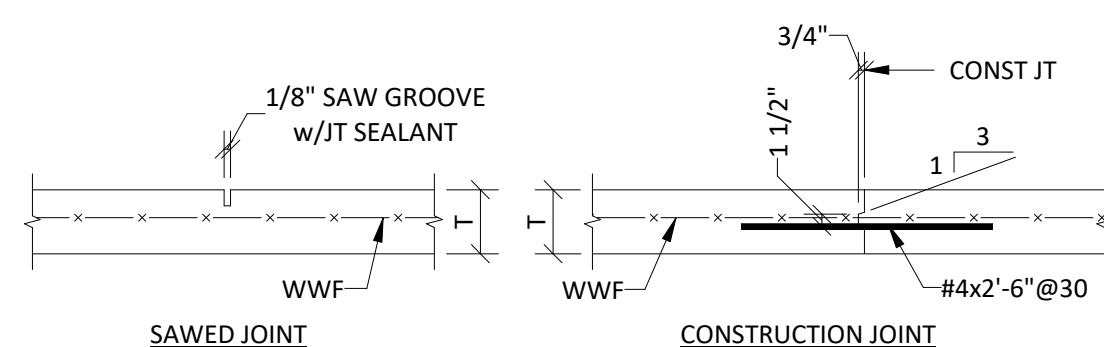 1/8" SAW GROOVE
w/JT SEALANT
T
WWF
SAWED JOINT
3/4"
CONST JT
1 1/2"
3
1
T
WWF
#4x2'-6"@30
CONSTRUCTION JOINT